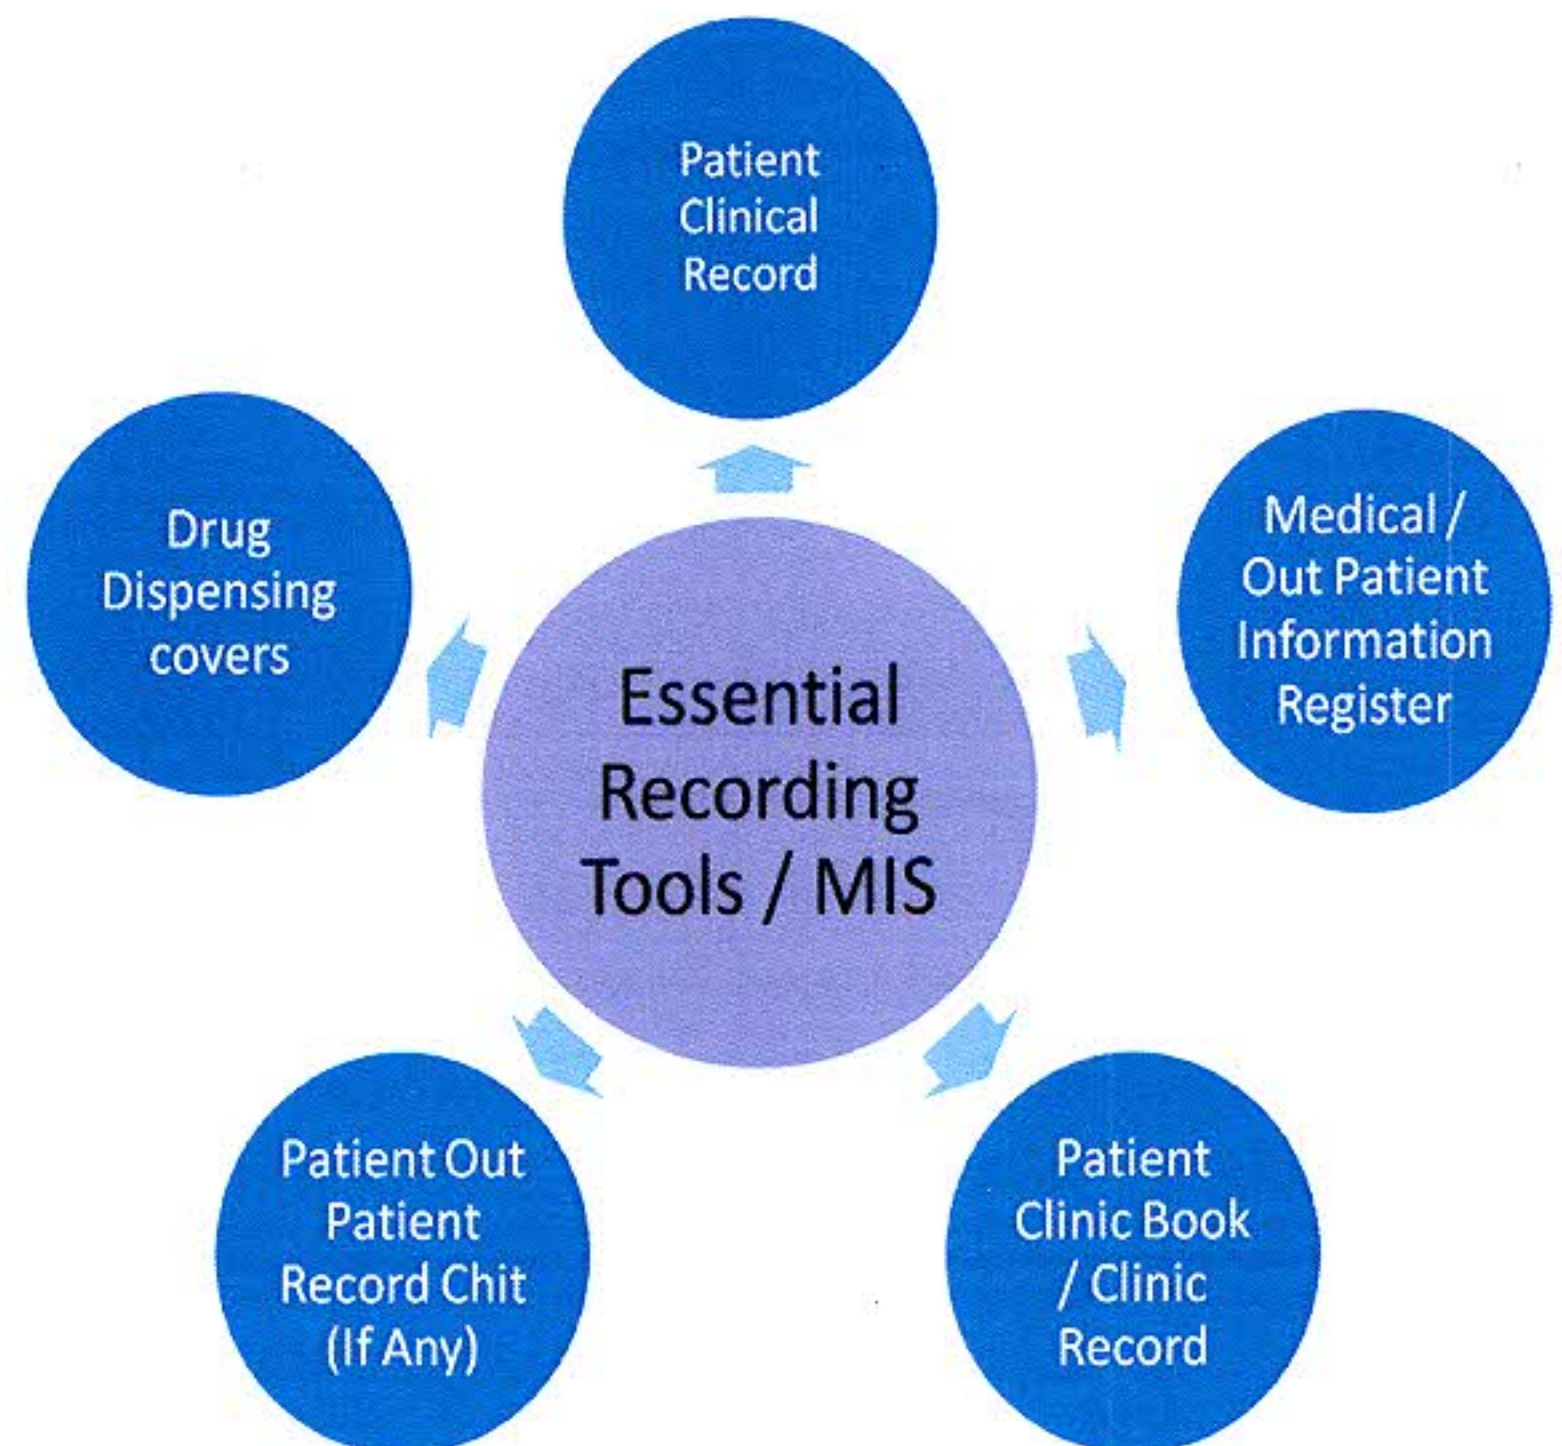 Patient
Clinical
Record
Medical /
Out Patient
Information
Register
Patient
Clinic Book
/ Clinic
Record
Patient Out
Patient
Record Chit
(If Any)
Drug
Dispensing
covers
Essential
Recording
Tools / MIS